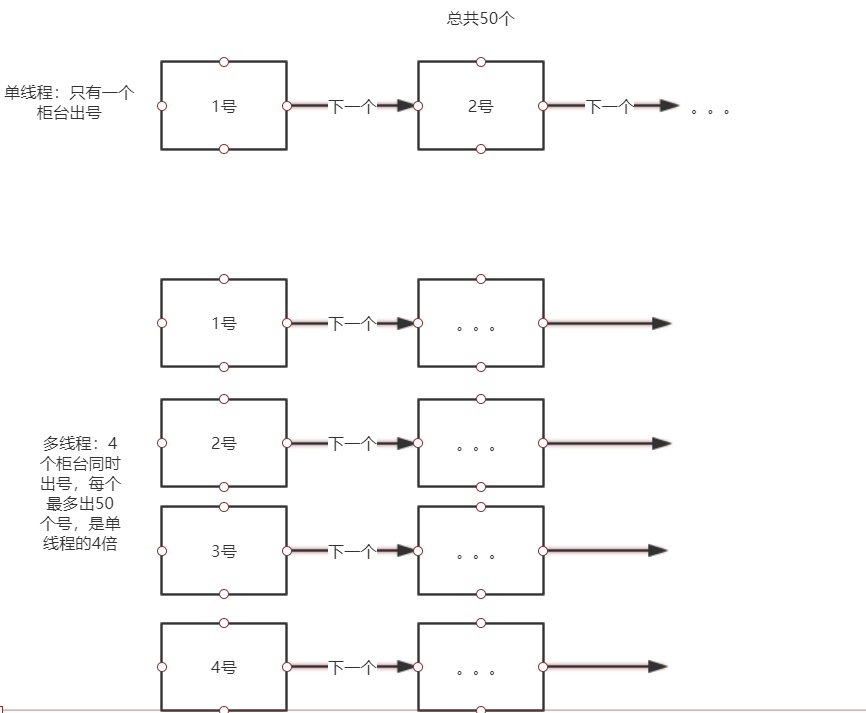 总共50个
单线程：只有一个
柜台出号
1号
下一个
2号
下一个
。。。
1号
下一个
。。。
多线程：4
个柜台同时
出号，每个
最多出50
个号，是单
线程的4倍
2号
下一个
。。。
3号
下一个
。。。
4号
下一个
。。。